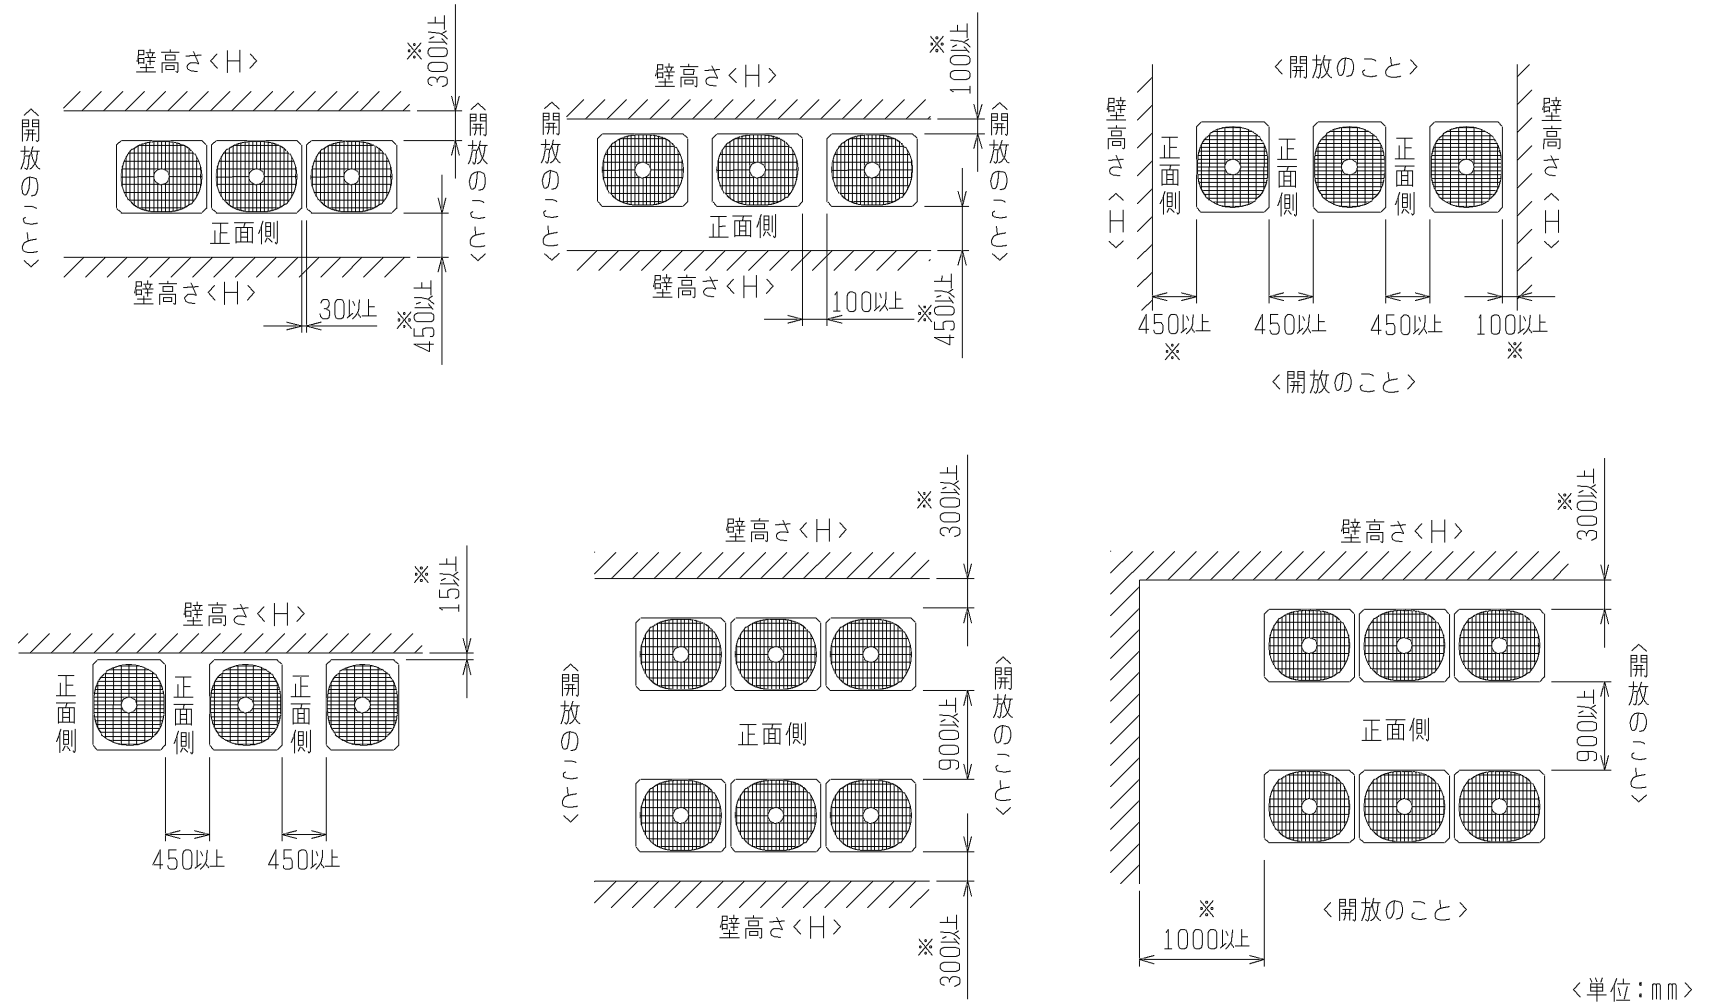 壁高さ<H>
※
300以上
<開放のこと>
<開放のこと>
正面側
壁高さ<H>
30以上
※
450以上
壁高さ<H>
※
100以上
<開放のこと>
<開放のこと>
正面側
壁高さ<H>
100以上
※
450以上
<開放のこと>
壁高さ<H>
正面側
正面側
正面側
壁高さ<H>
450以上
※
450以上
450以上
100以上
※
<開放のこと>
壁高さ<H>
※
15以上
正面側
正面側
正面側
450以上
450以上
壁高さ<H>
※
300以上
<開放のこと>
正面側
900以上
<開放のこと>
壁高さ<H>
※
300以上
壁高さ<H>
※
300以上
正面側
900以上
<開放のこと>
※
1000以上
<開放のこと>
<単位:mm>